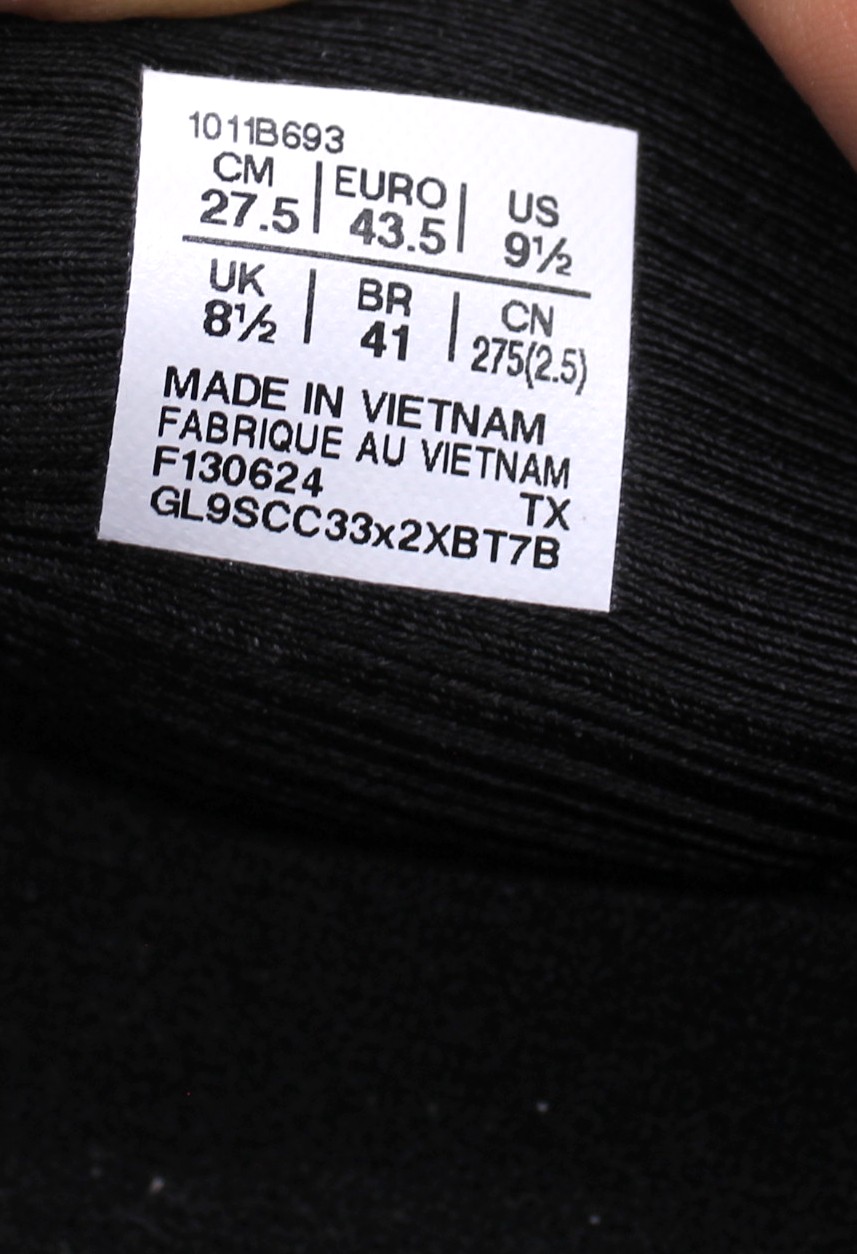 1011B693
CM | EURO | US
27.5 | 43.5 | 9½
UK | BR | CN
8½ | 41 | 275(2.5)
MADE IN VIETNAM
FABRIQUE AU VIETNAM
F130624 TX
GL9SCC33x2XBT7B